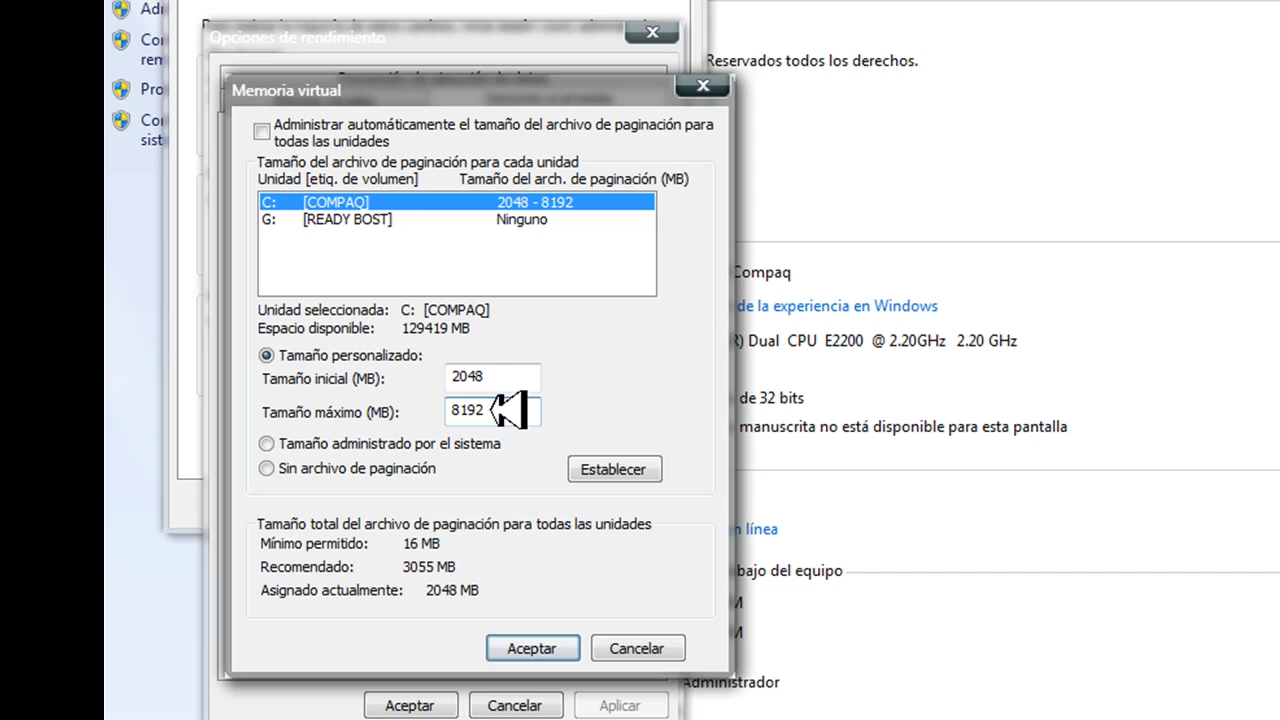 Adm
Con
rem
Pro
Con
sist
Opciones de rendimiento
Reservados todos los derechos.
Memoria virtual
Administrar automáticamente el tamaño del archivo de paginación para
todas las unidades
Tamaño del archivo de paginación para cada unidad
Unidad [etiq. de volumen] Tamaño del arch. de paginación (MB)
C: [COMPAQ] 2048 - 8192
G: [READY BOST] Ninguno
Unidad seleccionada: C: [COMPAQ]
Espacio disponible: 129419 MB
Tamaño personalizado:
Tamaño inicial (MB): 2048
Tamaño máximo (MB): 8192
Tamaño administrado por el sistema
Sin archivo de paginación
Establecer
Tamaño total del archivo de paginación para todas las unidades
Mínimo permitido: 16 MB
Recomendado: 3055 MB
Asignado actualmente: 2048 MB
Aceptar Cancelar
Aceptar Cancelar Aplicar
Compaq
de la experiencia en Windows
R) Dual CPU E2200 @ 2.20GHz 2.20 GHz
de 32 bits
manuscrita no está disponible para esta pantalla
n línea
bajo del equipo
M
M
Administrador